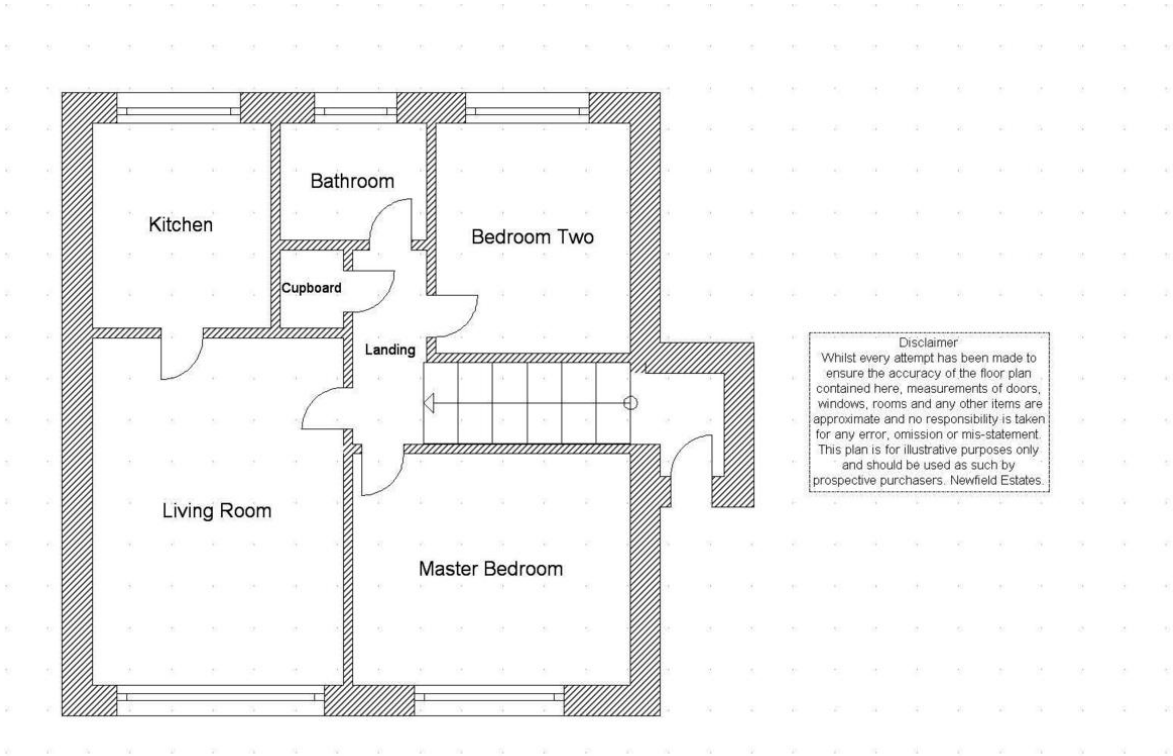 Bathroom
Kitchen
Bedroom Two
Cupboard
Landing
Living Room
Master Bedroom
Disclaimer
Whilst every attempt has been made to
ensure the accuracy of the floor plan
contained here, measurements of doors,
windows, rooms and any other items are
approximate and no responsibility is taken
for any error, omission or mis-statement.
This plan is for illustrative purposes only
and should be used as such by
prospective purchasers. Newfield Estates.